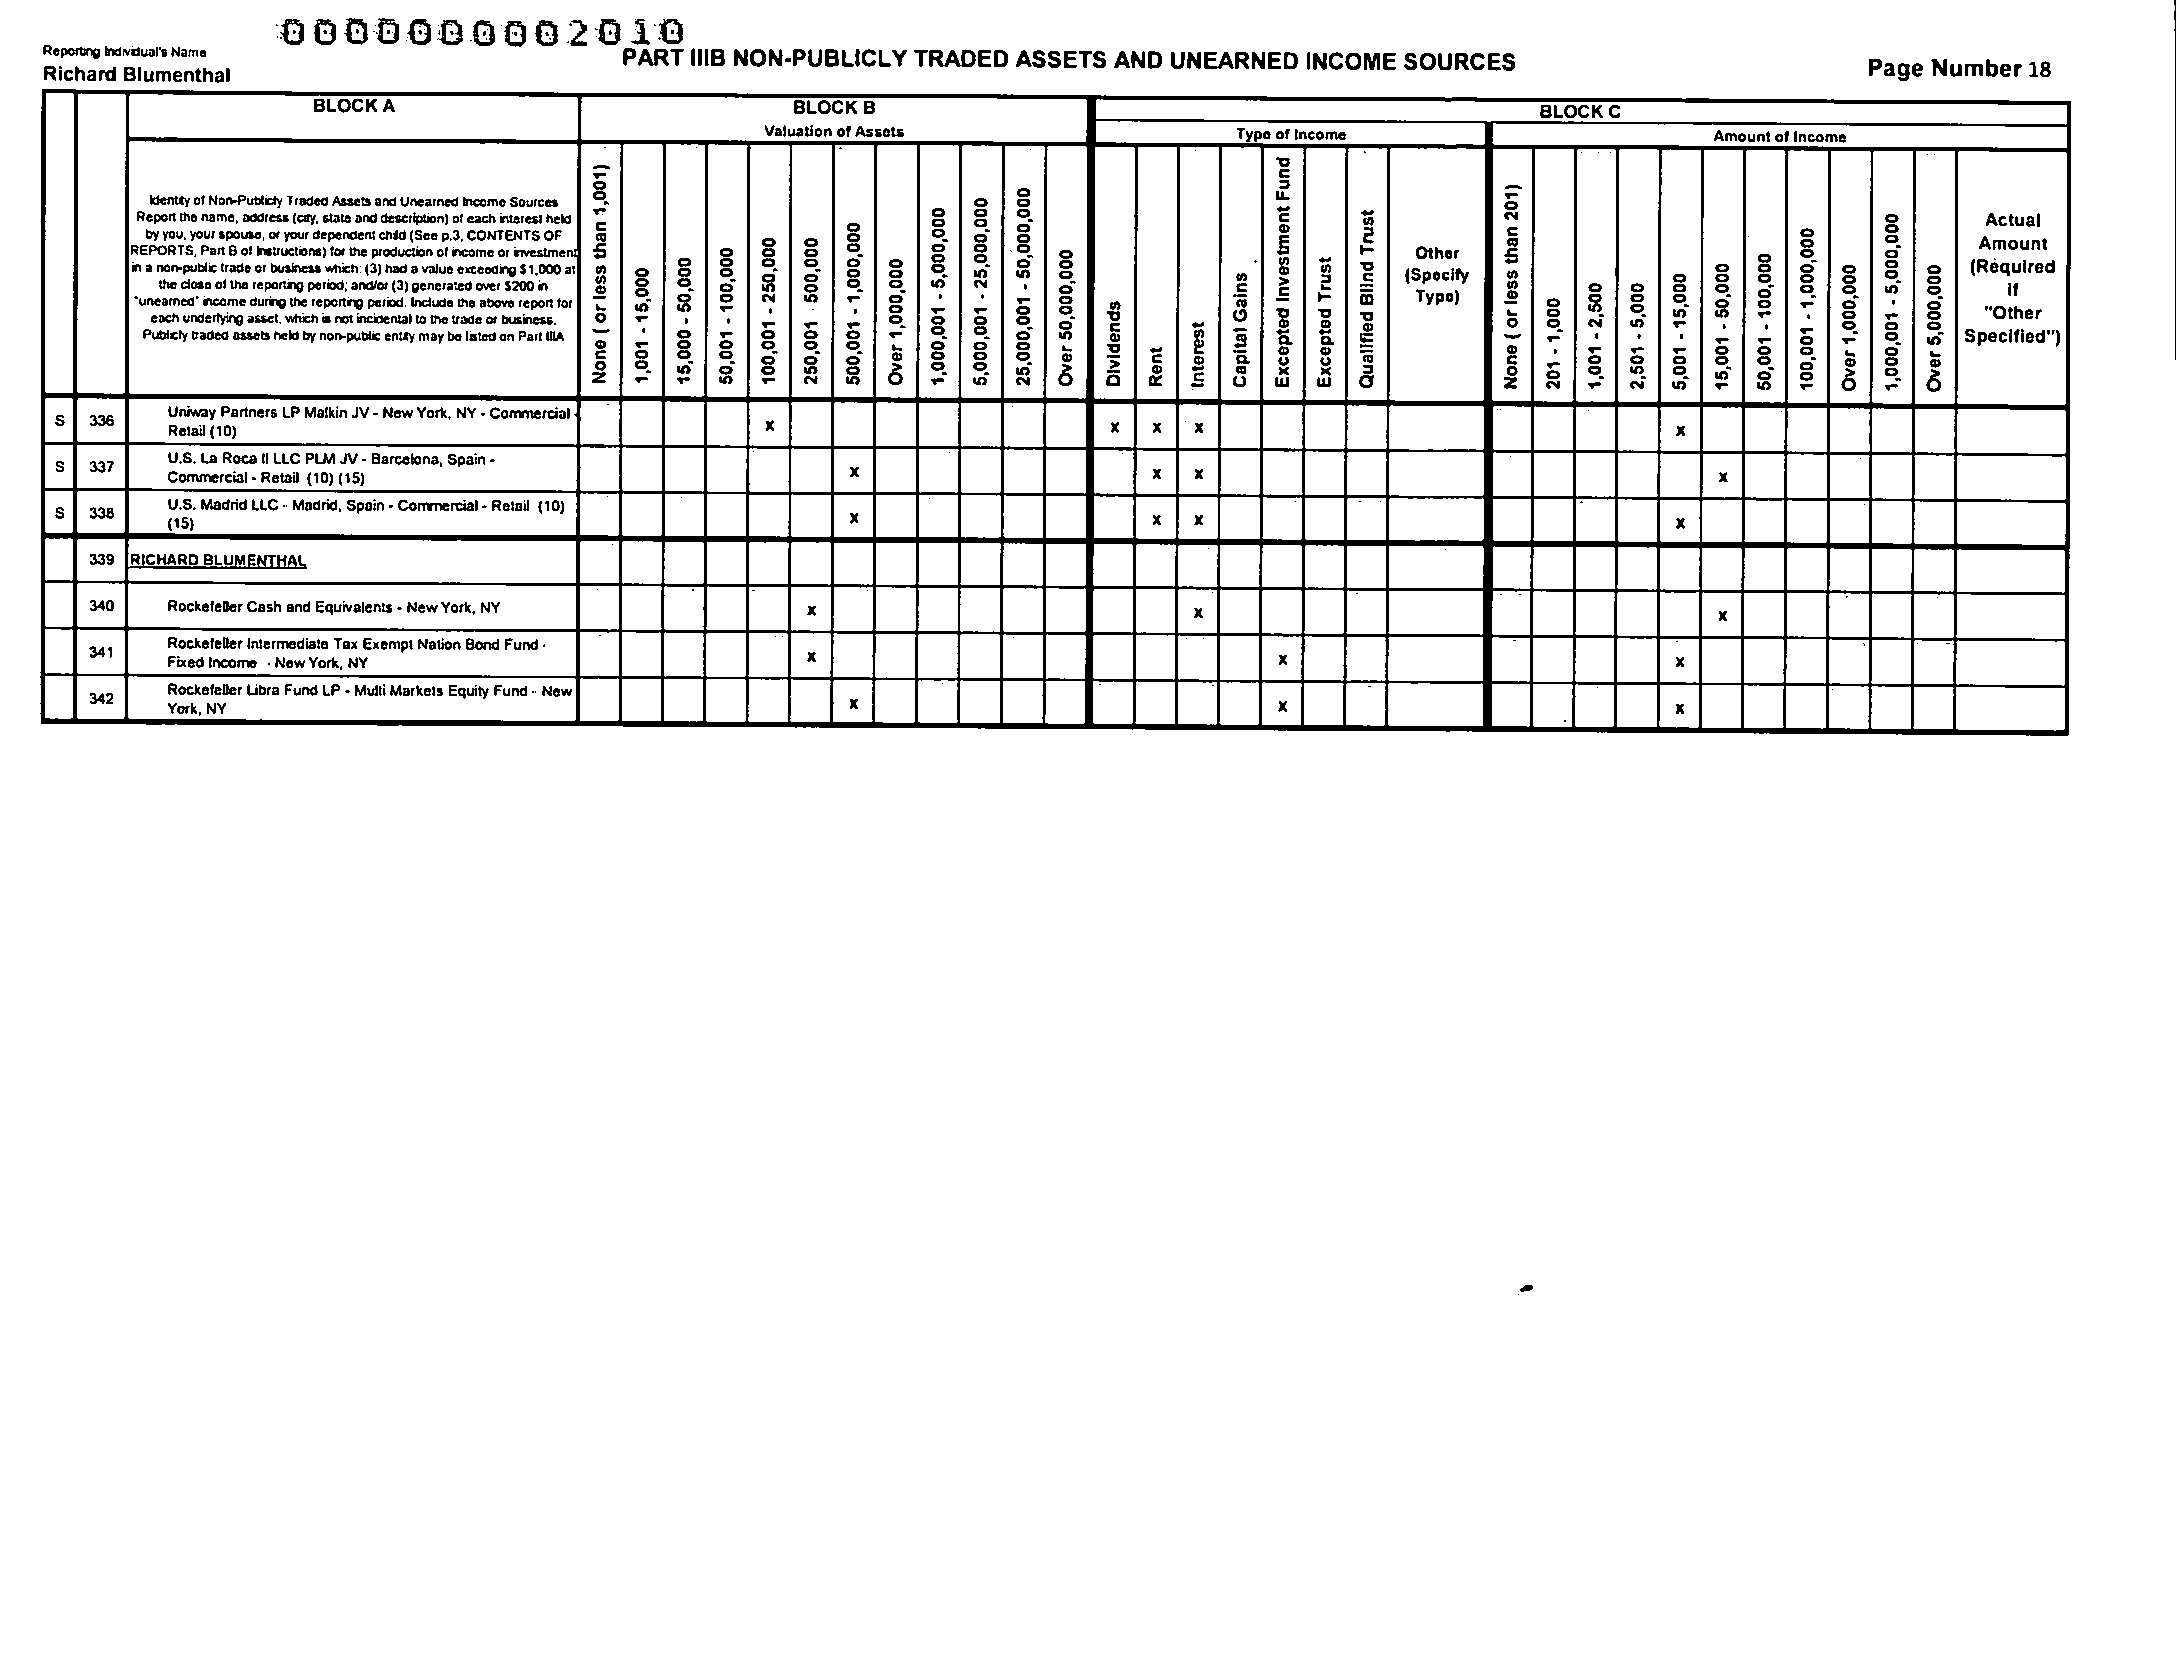 0000000002010
Reporting Individual's Name
Richard Blumenthal
PART IIIB NON-PUBLICLY TRADED ASSETS AND UNEARNED INCOME SOURCES
Page Number 18
BLOCK A
BLOCK B
BLOCK C
Valuation of Assets
Type of Income
Amount of Income
Identity of Non-Publicly Traded Assets and Unearned Income Sources
Report the name, address (city, state and description) of each interest held
by you, your spouse, or your dependent child (See p.3, CONTENTS OF
REPORTS, Part B of Instructions) for the production of income or investment
in a non-public trade or business which: (3) had a value exceeding $1,000 at
the close of the reporting period; and/or (3) generated over $200 in
"unearned" income during the reporting period. Include the above report for
each underlying asset, which is not incidental to the trade or business.
Publicly traded assets held by non-public entity may be listed on Part IIIA
None ( or less than 1,001)
1,001 - 15,000
15,000 - 50,000
50,001 - 100,000
100,001 - 250,000
250,001 - 500,000
500,001 - 1,000,000
Over 1,000,000
1,000,001 - 5,000,000
5,000,001 - 25,000,000
25,000,001 - 50,000,000
Over 50,000,000
Dividends
Rent
Interest
Capital Gains
Excepted Investment Fund
Excepted Trust
Qualified Blind Trust
Other
(Specify
Type)
None ( or less than 201)
201 - 1,000
1,001 - 2,500
2,501 - 5,000
5,001 - 15,000
15,001 - 50,000
50,001 - 100,000
100,001 - 1,000,000
Over 1,000,000
1,000,001 - 5,000,000
Over 5,000,000
Actual
Amount
(Required
if
"Other
Specified")
S 336 Uniway Partners LP Malkin JV - New York, NY - Commercial -
Retail (10) x x x x x
S 337 U.S. La Roca II LLC PLM JV - Barcelona, Spain -
Commercial - Retail (10) (15) x x x x
S 338 U.S. Madrid LLC - Madrid, Spain - Commercial - Retail (10)
(15) x x x x
339 RICHARD BLUMENTHAL
340 Rockefeller Cash and Equivalents - New York, NY x x x
341 Rockefeller Intermediate Tax Exempt Nation Bond Fund -
Fixed Income - New York, NY x x x
342 Rockefeller Libra Fund LP - Multi Markets Equity Fund - New
York, NY x x x